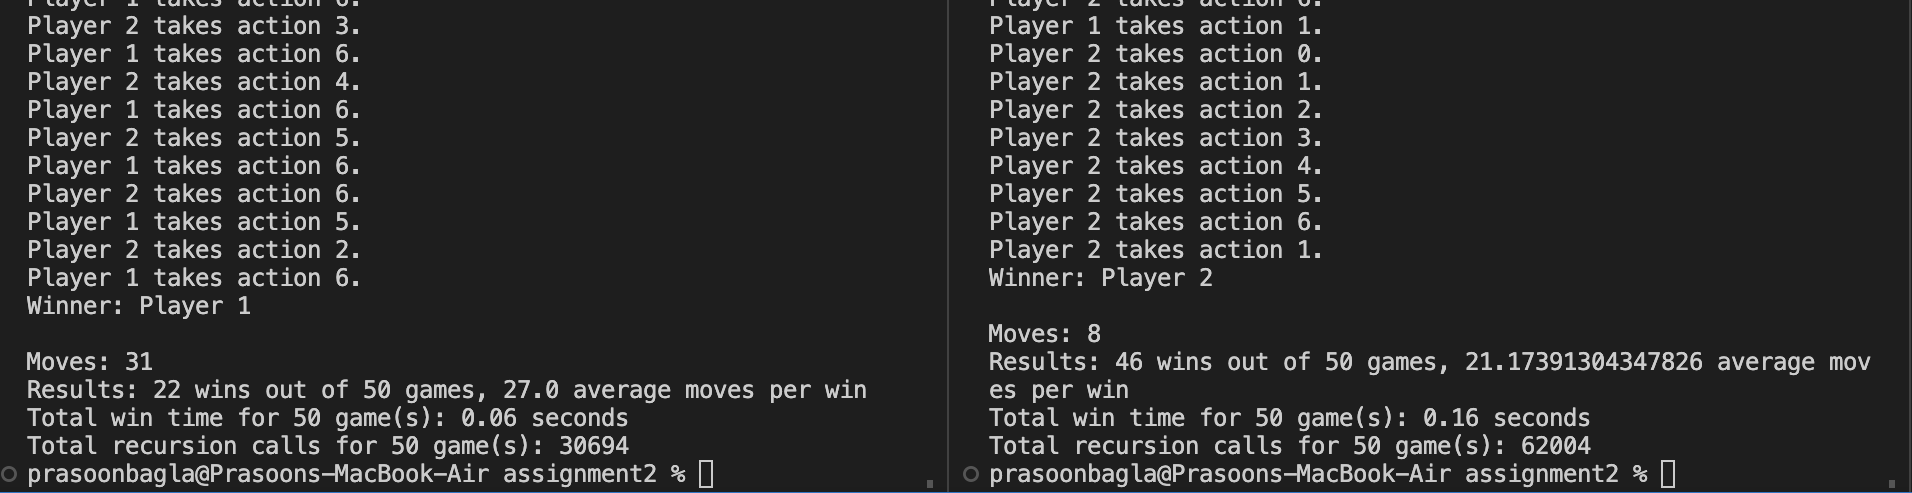 Player 1 takes action 6.
Player 2 takes action 3.
Player 1 takes action 6.
Player 2 takes action 4.
Player 1 takes action 6.
Player 2 takes action 5.
Player 1 takes action 6.
Player 2 takes action 6.
Player 1 takes action 5.
Player 2 takes action 2.
Player 1 takes action 6.
Winner: Player 1
Moves: 31
Results: 22 wins out of 50 games, 27.0 average moves per win
Total win time for 50 game(s): 0.06 seconds
Total recursion calls for 50 game(s): 30694
prasoonbagla@Prasoons-MacBook-Air assignment2 %
Player 2 takes action 6.
Player 1 takes action 1.
Player 2 takes action 0.
Player 2 takes action 1.
Player 2 takes action 2.
Player 2 takes action 3.
Player 2 takes action 4.
Player 2 takes action 5.
Player 2 takes action 6.
Player 2 takes action 1.
Winner: Player 2
Moves: 8
Results: 46 wins out of 50 games, 21.17391304347826 average mov
es per win
Total win time for 50 game(s): 0.16 seconds
Total recursion calls for 50 game(s): 62004
prasoonbagla@Prasoons-MacBook-Air assignment2 %